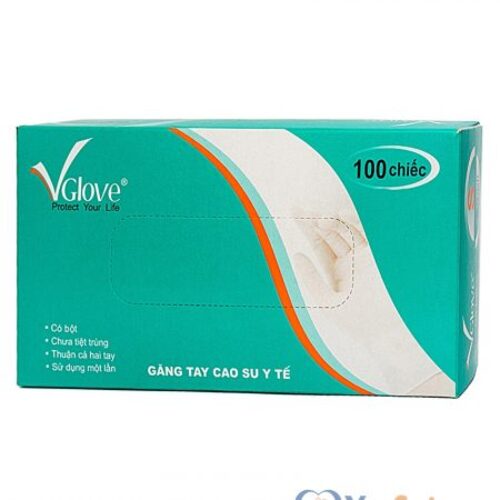 VGlove®
Protect Your Life
100 chiếc
• Có bột
• Chưa tiệt trùng
• Thuận cả hai tay
• Sử dụng một lần
GĂNG TAY CAO SU Y TẾ